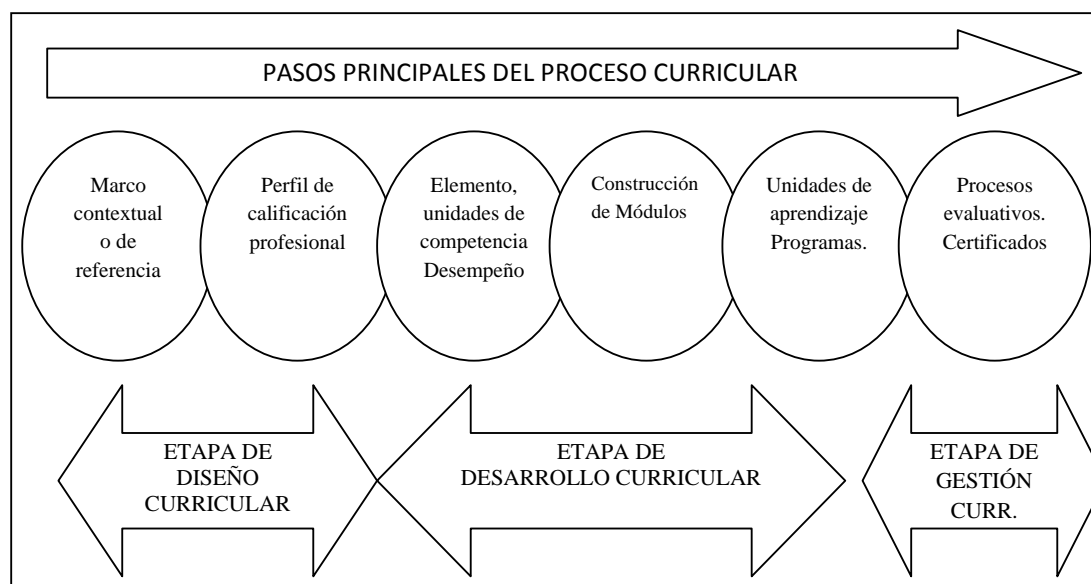 PASOS PRINCIPALES DEL PROCESO CURRICULAR
Marco
contextual
o de
referencia
Perfil de
calificación
profesional
Elemento,
unidades de
competencia
Desempeño
Construcción
de Módulos
Unidades de
aprendizaje
Programas.
Procesos
evaluativos.
Certificados
ETAPA DE
DISEÑO
CURRICULAR
ETAPA DE
DESARROLLO CURRICULAR
ETAPA DE
GESTIÓN
CURR.